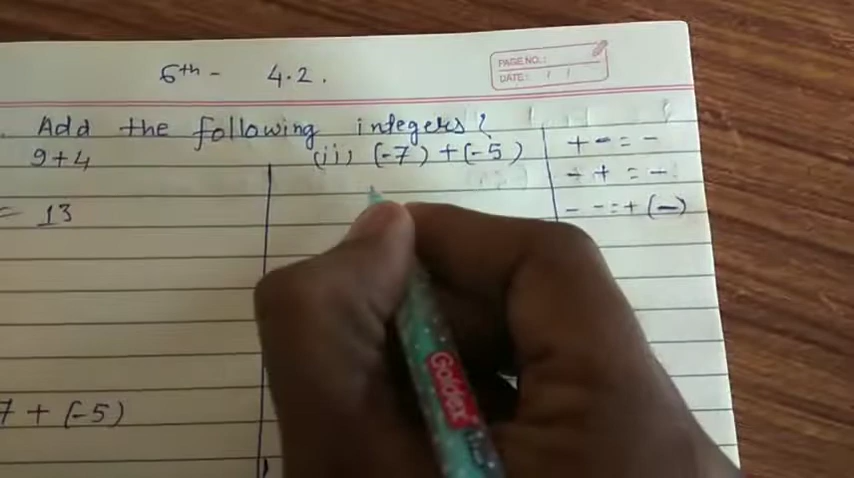 6th - 4.2.
PAGE NO.:
DATE: / /
. Add the following integers?
9+4
= 13
(ii) (-7) + (-5)
+ - = -
- + = -
- - = + (-)
7 + (-5)
Goldex